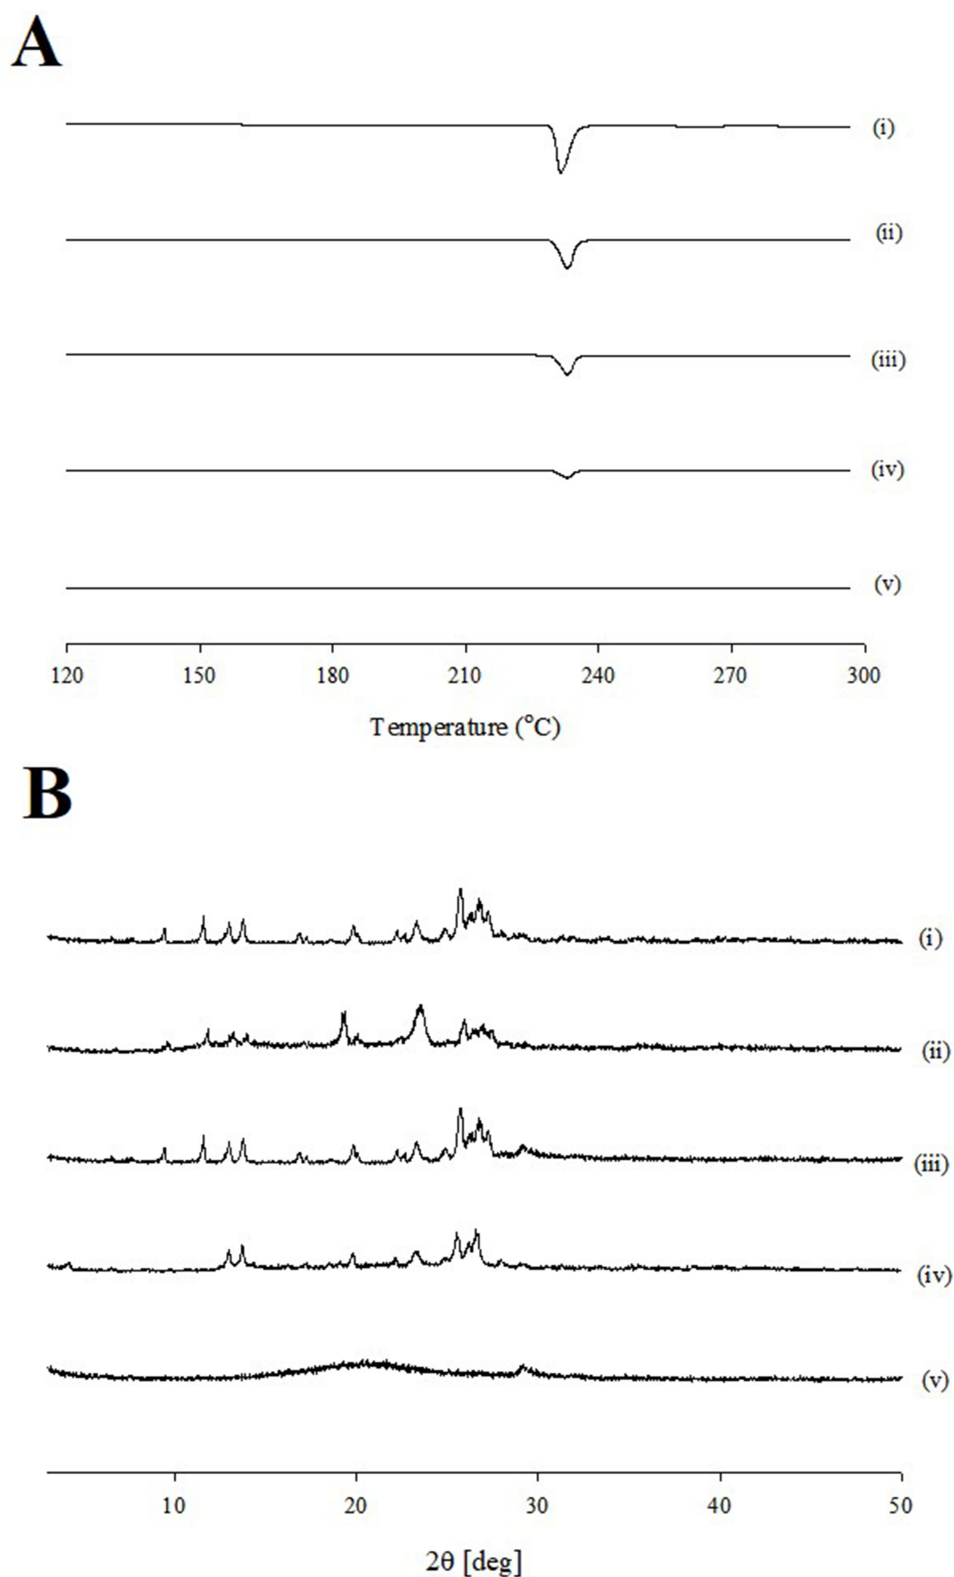 A
(i)
(ii)
(iii)
(iv)
(v)
120 150 180 210 240 270 300
Temperature (°C)
B
(i)
(ii)
(iii)
(iv)
(v)
10 20 30 40 50
2θ [deg]